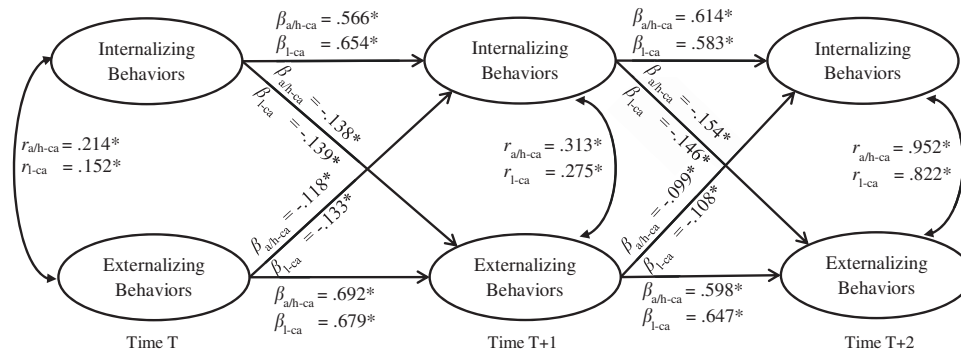 β a/h-ca = .566*
β l-ca = .654*
β a/h-ca = .614*
β l-ca = .583*
Internalizing
Behaviors
Internalizing
Behaviors
Internalizing
Behaviors
β a/h-ca = -.138*
β l-ca = -.139*
β a/h-ca = -.154*
β l-ca = -.146*
r a/h-ca = .214*
r l-ca = .152*
r a/h-ca = .313*
r l-ca = .275*
r a/h-ca = .952*
r l-ca = .822*
β a/h-ca = -.118*
β l-ca = -.133*
β a/h-ca = -.099*
β l-ca = -.108*
Externalizing
Behaviors
Externalizing
Behaviors
Externalizing
Behaviors
β a/h-ca = .692*
β l-ca = .679*
β a/h-ca = .598*
β l-ca = .647*
Time T
Time T+1
Time T+2